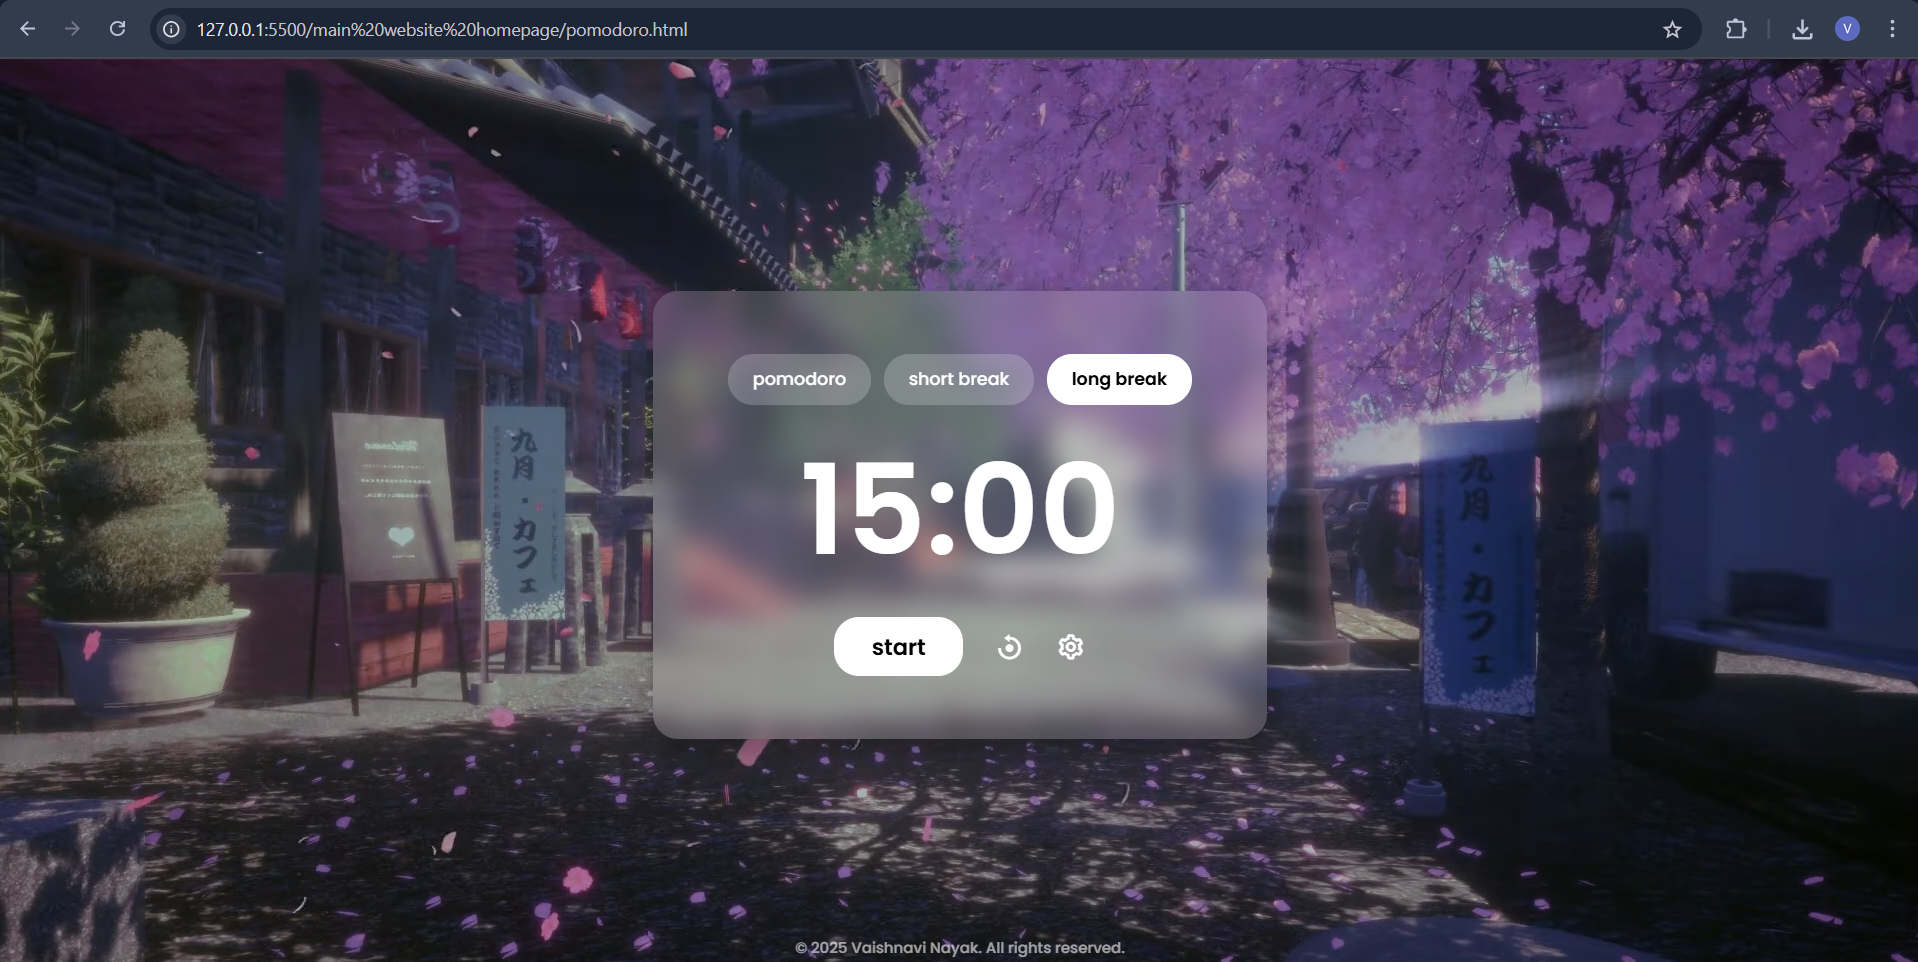 127.0.0.1:5500/main%20website%20homepage/pomodoro.html
V
九月・カフェ
九月・カフェ
pomodoro
short break
long break
15:00
start
© 2025 Vaishnavi Nayak. All rights reserved.